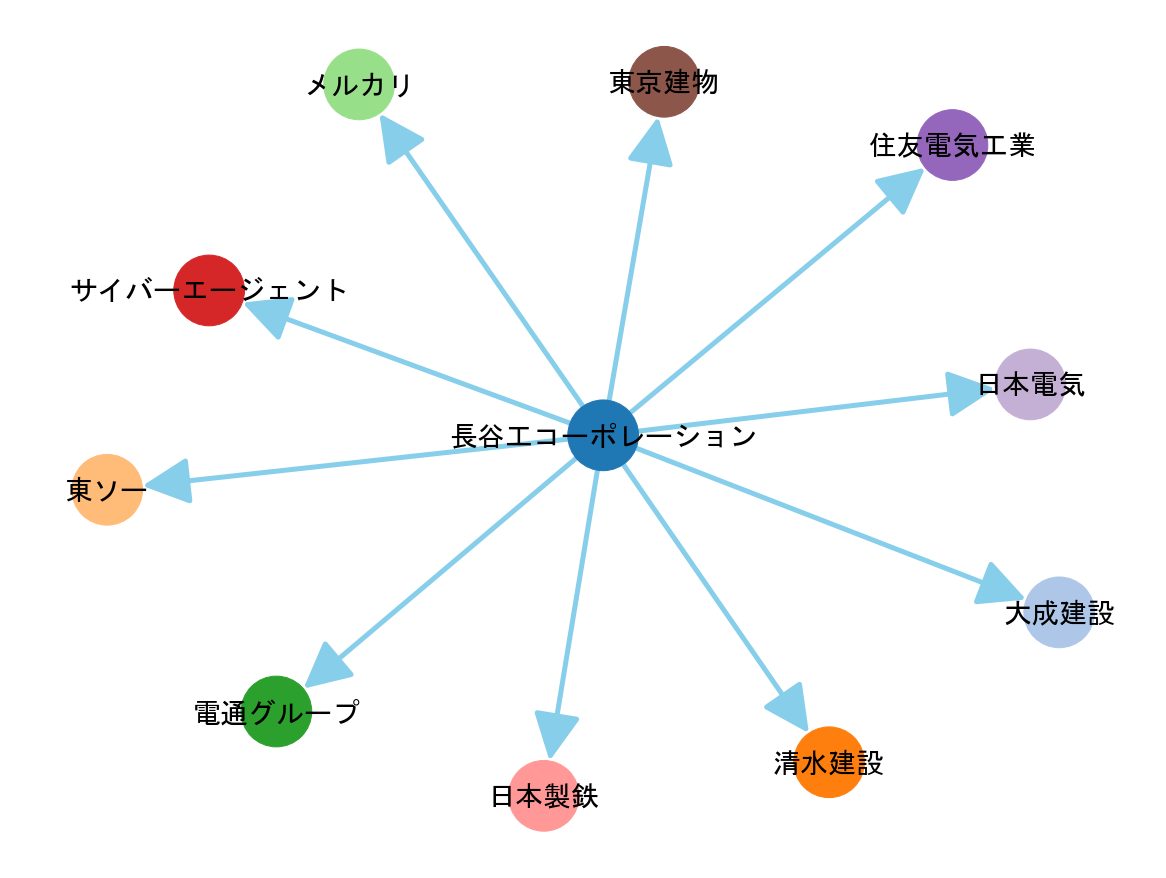 メルカリ
東京建物
住友電気工業
サイバーエージェント
日本電気
長谷工コーポレーション
東ソー
大成建設
電通グループ
清水建設
日本製鉄